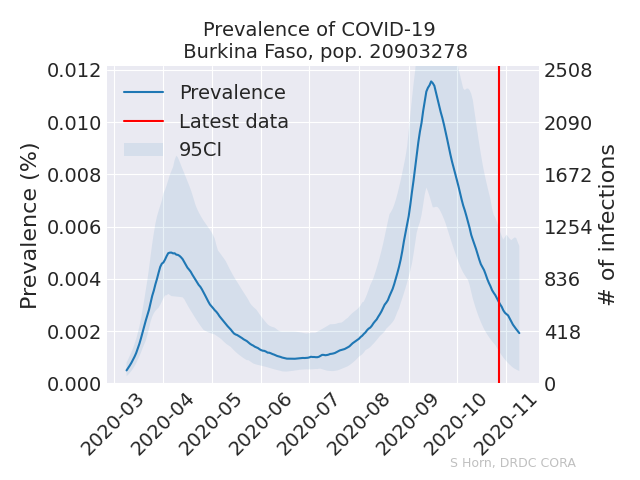 Prevalence of COVID-19
Burkina Faso, pop. 20903278
Prevalence
Latest data
95CI
Prevalence (%)
0.012
0.010
0.008
0.006
0.004
0.002
0.000
2508
2090
1672
1254
836
418
0
# of infections
2020-03
2020-04
2020-05
2020-06
2020-07
2020-08
2020-09
2020-10
2020-11
S Horn, DRDC CORA